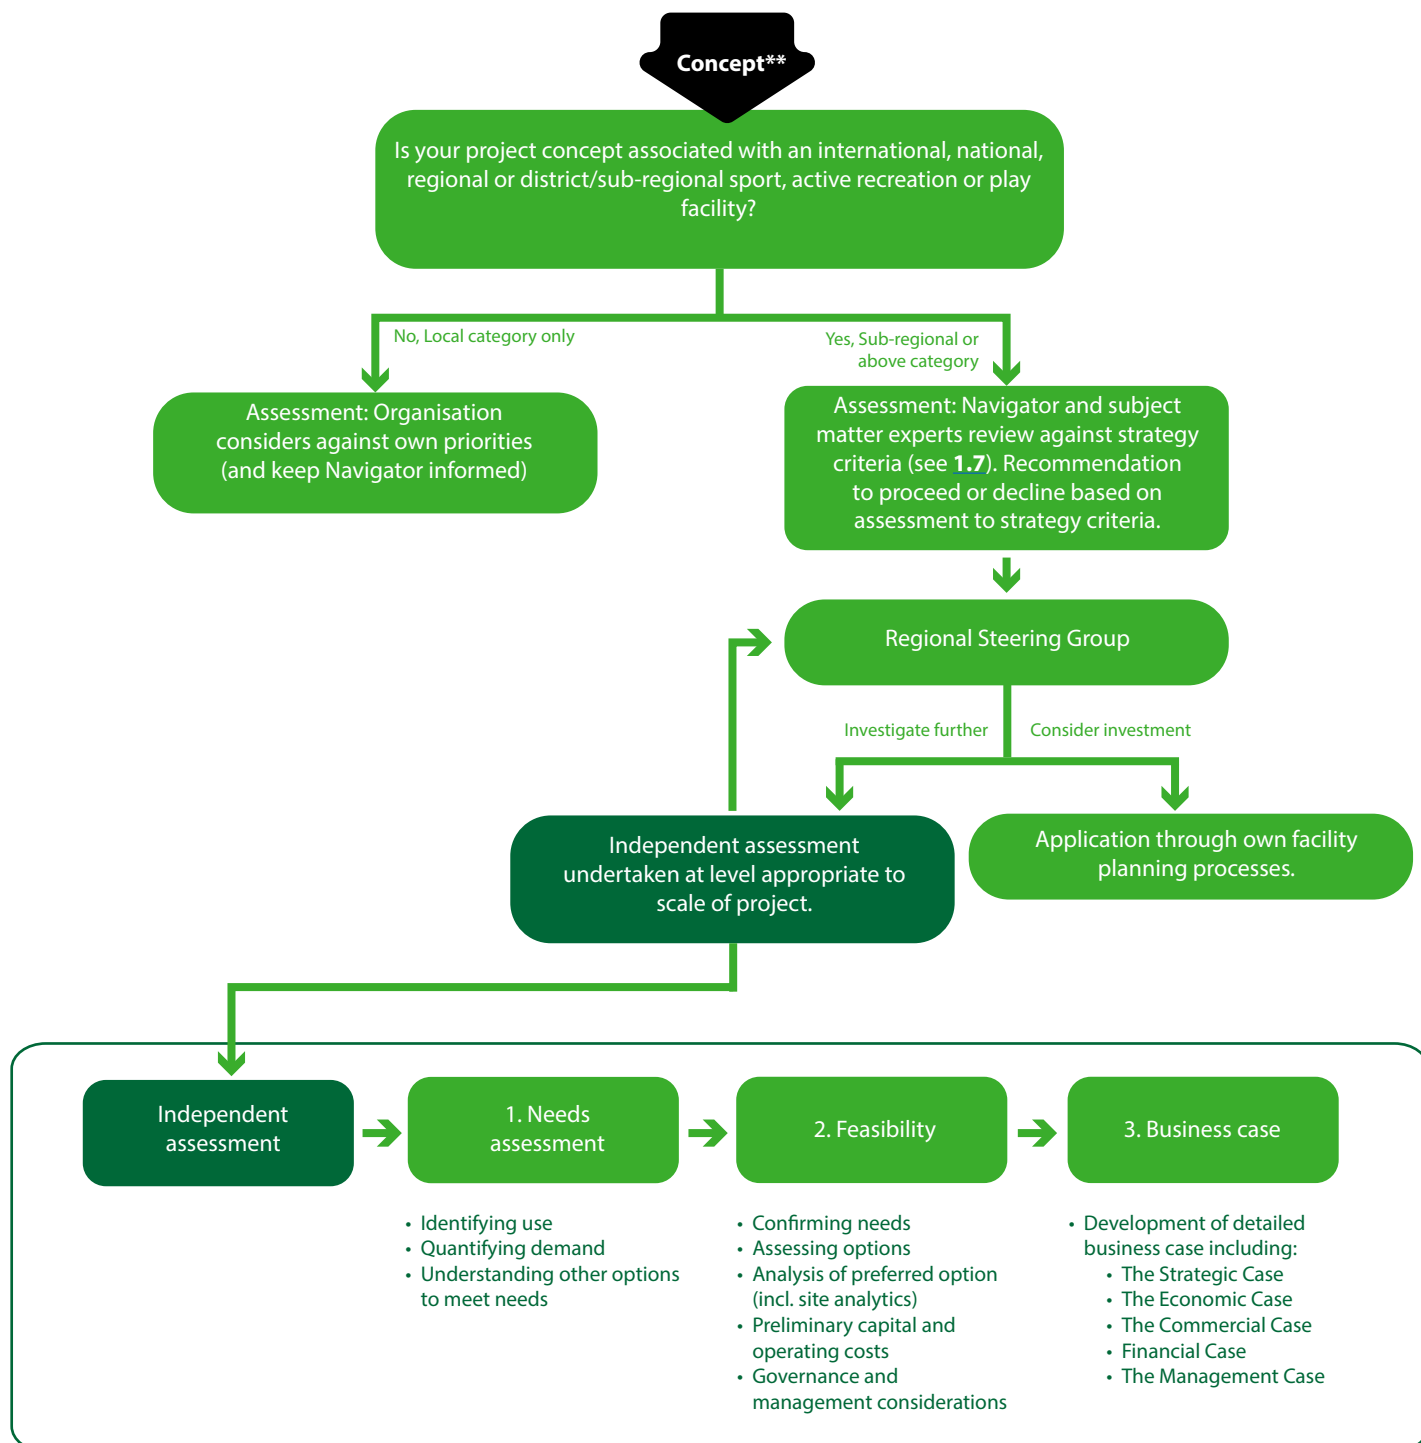 Concept**
Is your project concept associated with an international, national,
regional or district/sub-regional sport, active recreation or play
facility?
No, Local category only
Yes, Sub-regional or
above category
Assessment: Organisation
considers against own priorities
(and keep Navigator informed)
Assessment: Navigator and subject
matter experts review against strategy
criteria (see 1.7). Recommendation
to proceed or decline based on
assessment to strategy criteria.
Regional Steering Group
Investigate further
Consider investment
Independent assessment
undertaken at level appropriate to
scale of project.
Application through own facility
planning processes.
Independent
assessment
1. Needs
assessment
2. Feasibility
3. Business case
• Identifying use
• Quantifying demand
• Understanding other options
to meet needs
• Confirming needs
• Assessing options
• Analysis of preferred option
(incl. site analytics)
• Preliminary capital and
operating costs
• Governance and
management considerations
• Development of detailed
business case including:
• The Strategic Case
• The Economic Case
• The Commercial Case
• Financial Case
• The Management Case